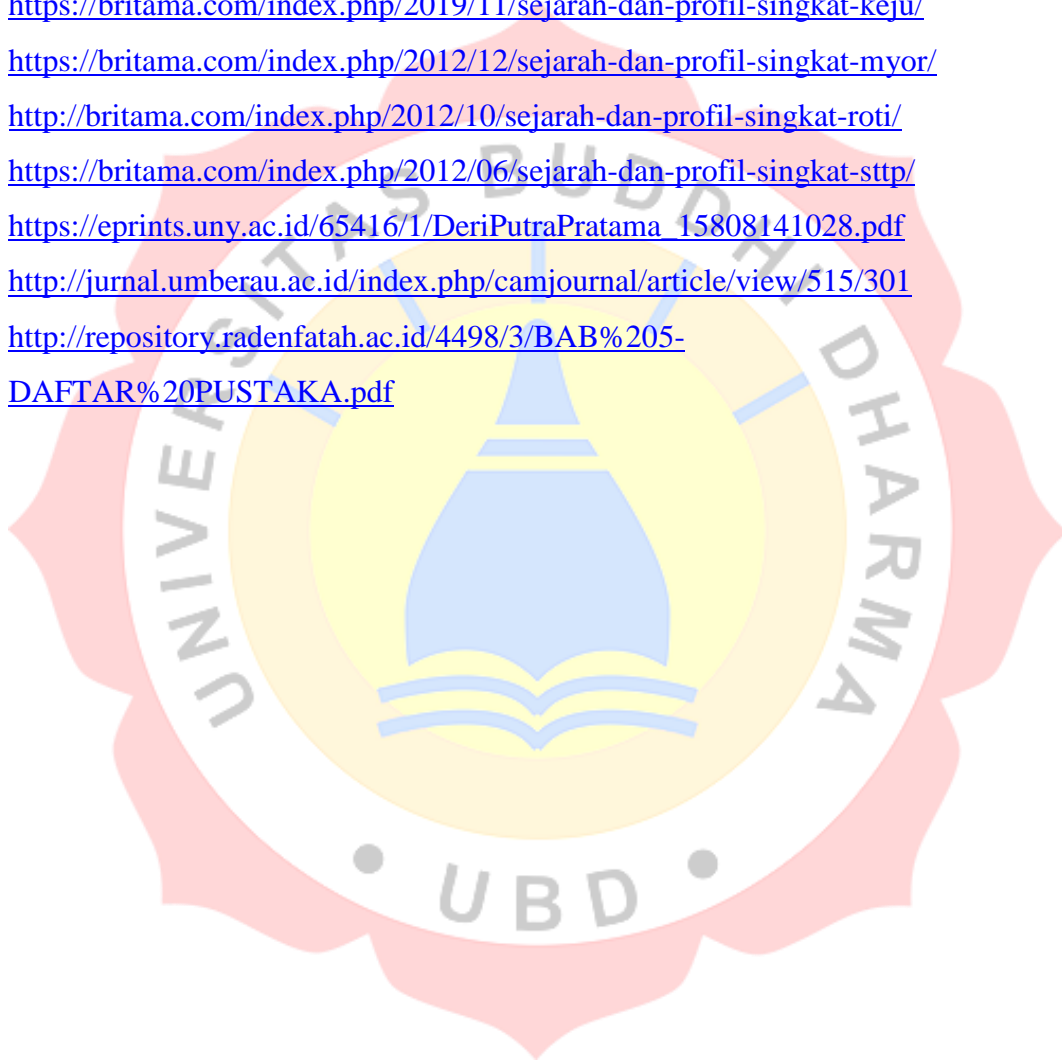 https://britama.com/index.php/2019/11/sejarah-dan-profil-singkat-keju/
https://britama.com/index.php/2012/12/sejarah-dan-profil-singkat-myor/
http://britama.com/index.php/2012/10/sejarah-dan-profil-singkat-roti/
https://britama.com/index.php/2012/06/sejarah-dan-profil-singkat-sttp/
https://eprints.uny.ac.id/65416/1/DeriPutraPratama_15808141028.pdf
http://jurnal.umberau.ac.id/index.php/camjournal/article/view/515/301
http://repository.radenfatah.ac.id/4498/3/BAB%205-
DAFTAR%20PUSTAKA.pdf
UNIVERSITAS BUDDHI DHARMA
• UBD •